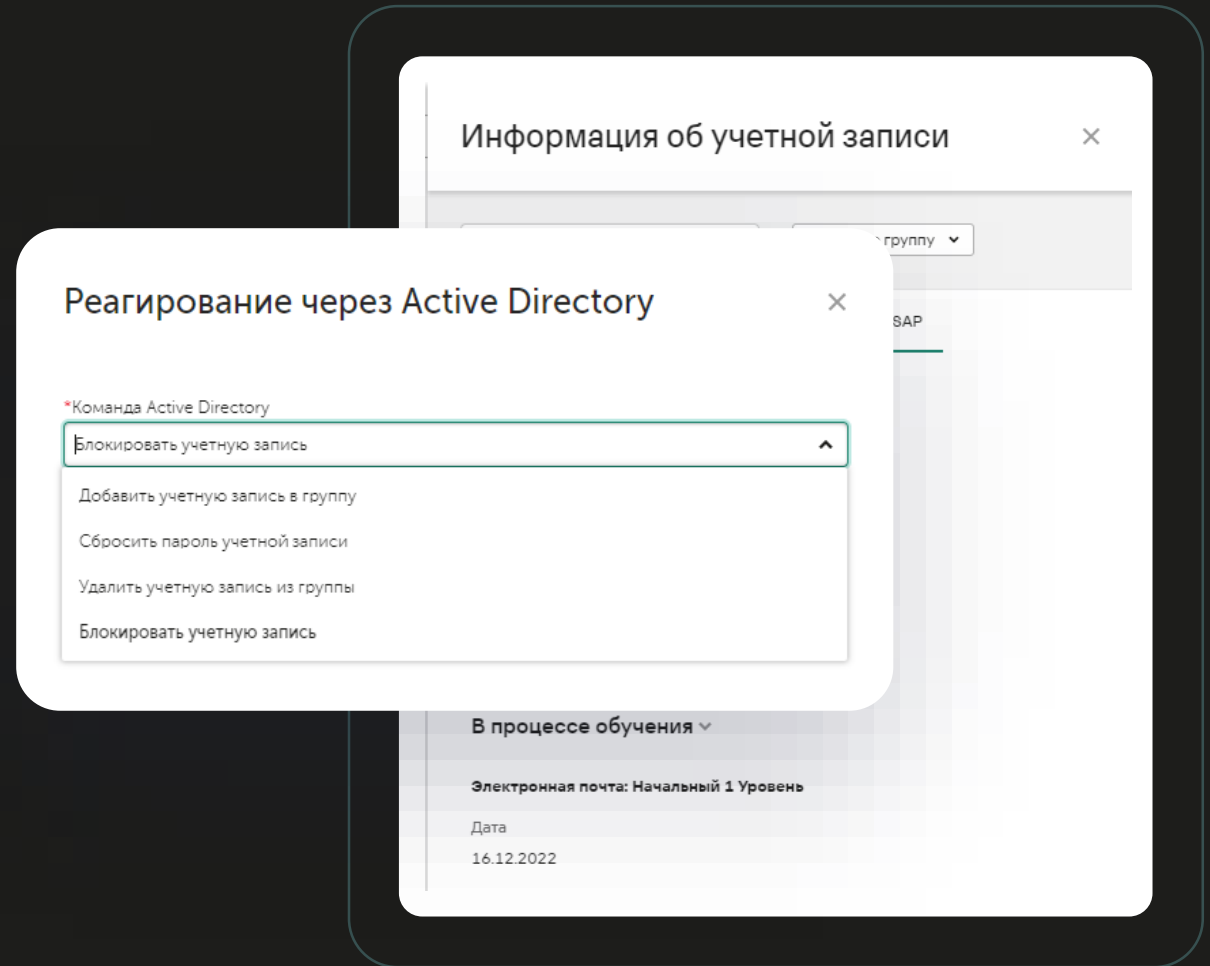 Информация об учетной записи
группу
Реагирование через Active Directory
*Команда Active Directory
Блокировать учетную запись
Добавить учетную запись в группу
Сбросить пароль учетной записи
Удалить учетную запись из группы
Блокировать учетную запись
В процессе обучения
Электронная почта: Начальный 1 Уровень
Дата
16.12.2022